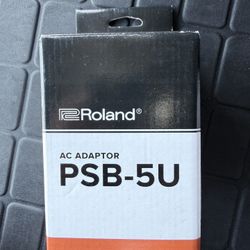 Roland®
AC ADAPTOR
PSB-5U